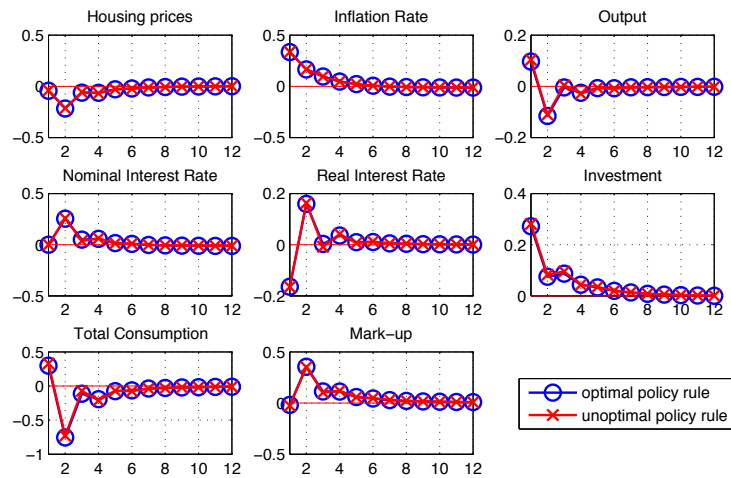 Housing prices
Inflation Rate
Output
0.5
0
−0.5
2 4 6 8 10 12
0.5
0
−0.5
2 4 6 8 10 12
0.2
0
−0.2
2 4 6 8 10 12
Nominal Interest Rate
Real Interest Rate
Investment
0.5
0
−0.5
2 4 6 8 10 12
0.2
0
−0.2
2 4 6 8 10 12
0.4
0.2
0
2 4 6 8 10 12
Total Consumption
Mark−up
0.5
0
−0.5
−1
2 4 6 8 10 12
0.5
0
−0.5
2 4 6 8 10 12
optimal policy rule
unoptimal policy rule